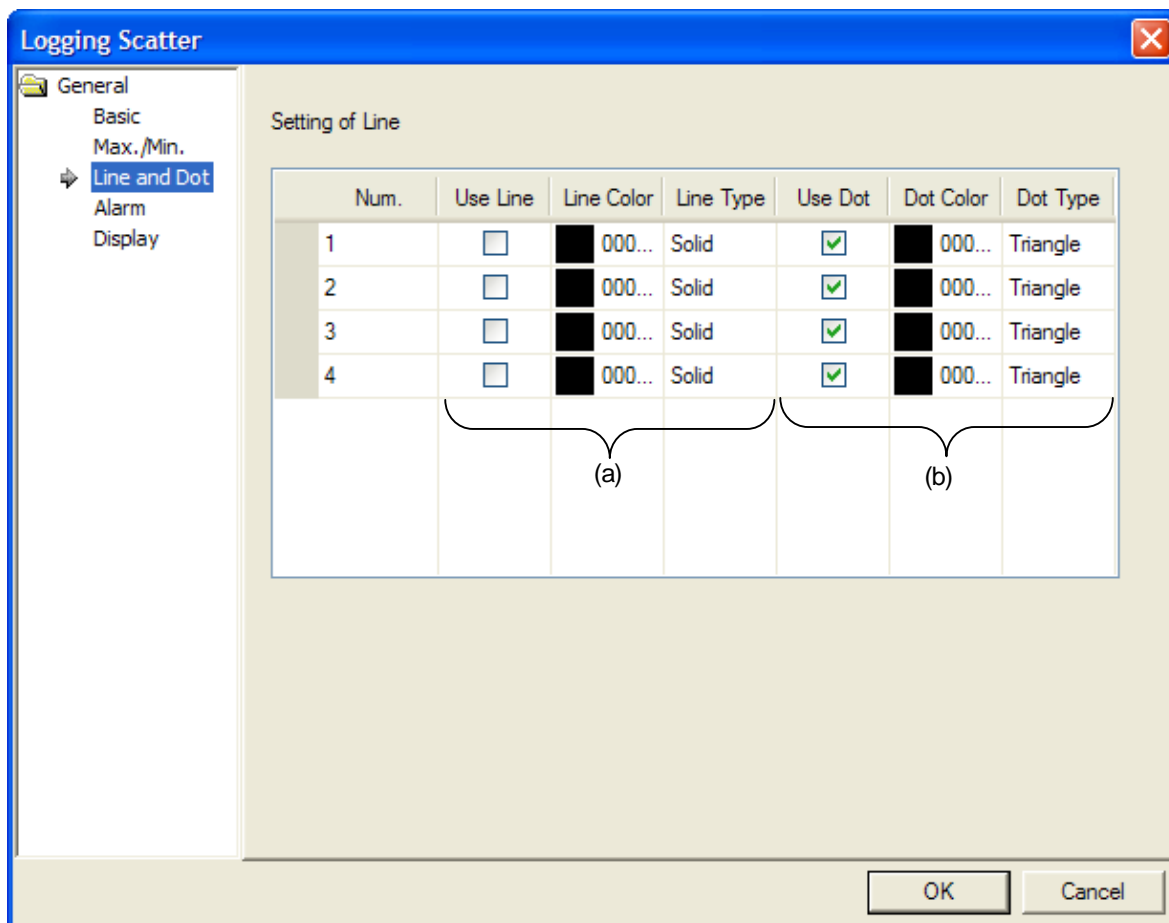 Logging Scatter
General
Basic
Max./Min.
Line and Dot
Alarm
Display
Setting of Line
Num. Use Line Line Color Line Type Use Dot Dot Color Dot Type
1 000... Solid 000... Triangle
2 000... Solid 000... Triangle
3 000... Solid 000... Triangle
4 000... Solid 000... Triangle
(a) (b)
OK Cancel